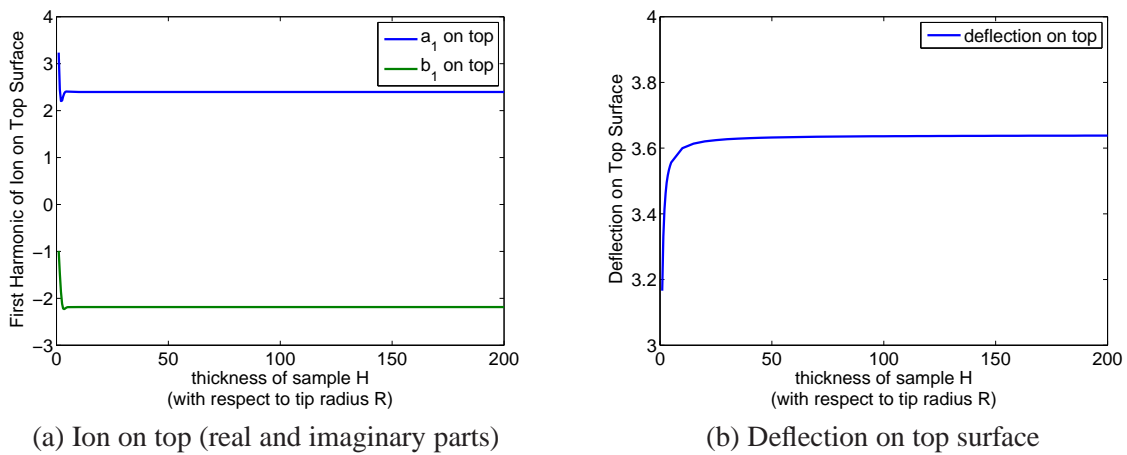 4
3
2
1
0
−1
−2
−3
0 50 100 150 200
First Harmonic of Ion on Top Surface
thickness of sample H
(with respect to tip radius R)
a₁ on top
b₁ on top
(a) Ion on top (real and imaginary parts)
4
3.8
3.6
3.4
3.2
3
0 50 100 150 200
Deflection on Top Surface
thickness of sample H
(with respect to tip radius R)
deflection on top
(b) Deflection on top surface